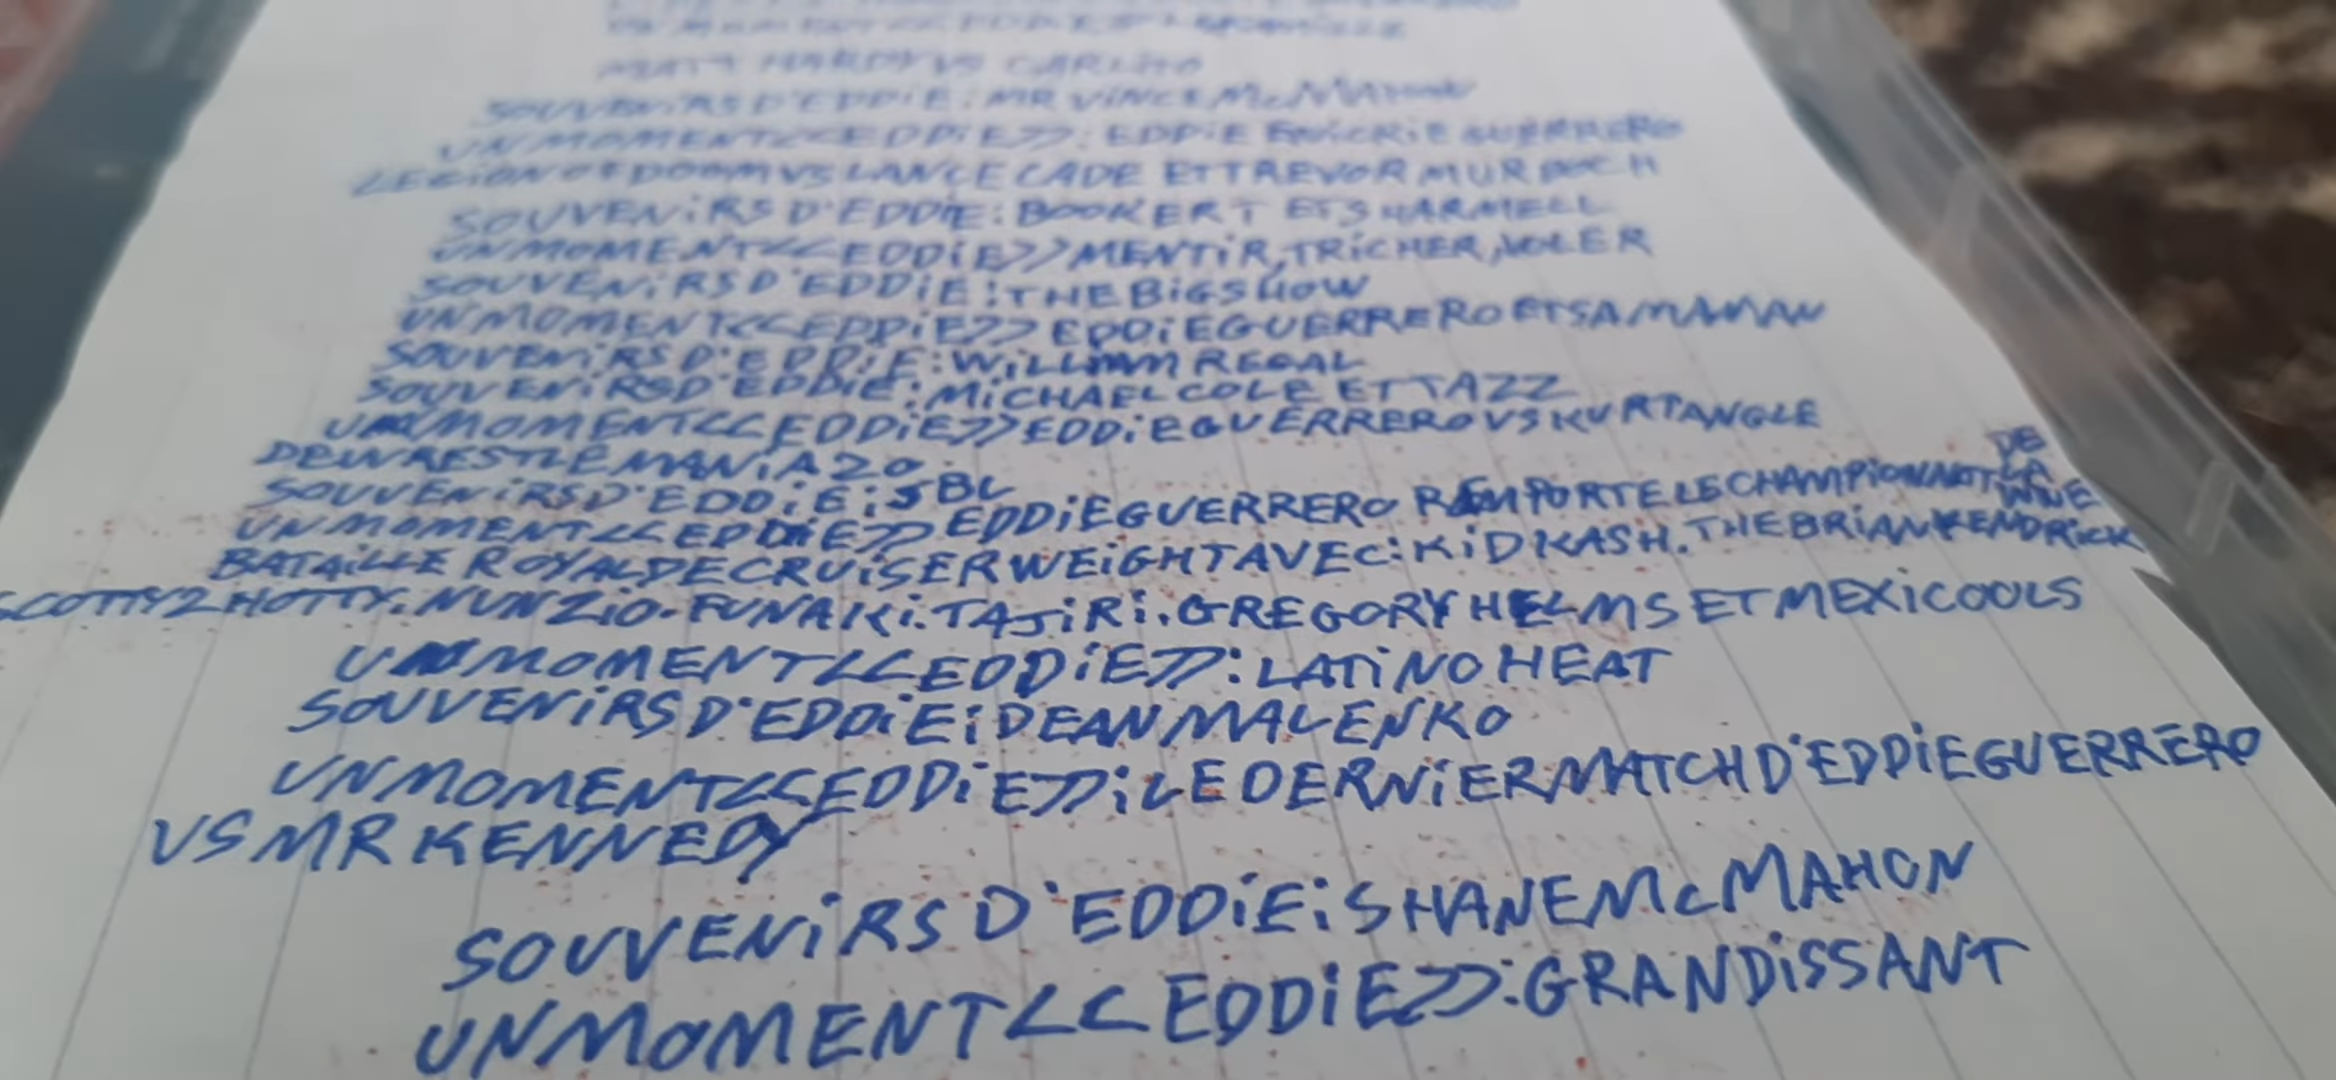 MATT HARDY VS CARLITO
SOUVENIRS D'EDDIE: MR VINCE McMAHON
UN MOMENT << EDDIE >>: EDDIE ET VICKIE GUERRERO
LEGION OF DOOM VS LANCE CADE ET TREVOR MURDOCH
SOUVENIRS D'EDDIE: BOOKER T ET SHARMELL
UN MOMENT << EDDIE >> MENTIR, TRICHER, VOLER
SOUVENIRS D'EDDIE: THE BIG SHOW
UN MOMENT << EDDIE >> EDDIE GUERRERO ET SA MAMAN
SOUVENIRS D'EDDIE: WILLIAM REGAL
SOUVENIRS D'EDDIE: MICHAEL COLE ET TAZZ
UN MOMENT << EDDIE >> EDDIE GUERRERO VS KURT ANGLE
DE WRESTLEMANIA 20
SOUVENIRS D'EDDIE: JBL
UN MOMENT << EDDIE >> EDDIE GUERRERO REMPORTE LE CHAMPIONNAT DE LA WWE
BATAILLE ROYAL DE CRUISERWEIGHT AVEC: KID KASH. THE BRIAN KENDRICK
SCOTTY 2 HOTTY. NUNZIO. FUNAKI. TAJIRI. GREGORY HELMS ET MEXICOOLS
UN MOMENT << EDDIE >>: LATINO HEAT
SOUVENIRS D'EDDIE: DEAN MALENKO
UN MOMENT << EDDIE >>: LE DERNIER MATCH D'EDDIE GUERRERO
VS MR KENNEDY
SOUVENIRS D'EDDIE: SHANE McMAHON
UN MOMENT << EDDIE >>: GRANDISSANT